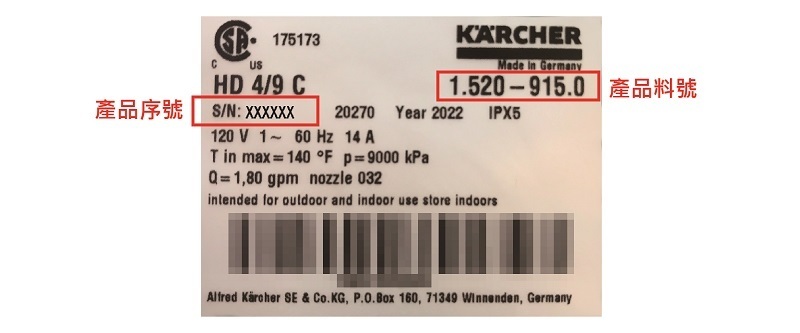 175173
KÄRCHER
C US
Made in Germany
HD 4/9 C
1.520-915.0
產品料號
產品序號
S/N: XXXXXX 20270 Year 2022 IPX5
120 V 1~ 60 Hz 14 A
T in max=140 °F p=9000 kPa
Q=1,80 gpm nozzle 032
intended for outdoor and indoor use store indoors
Alfred Kärcher SE & Co.KG, P.O.Box 160, 71349 Winnenden, Germany